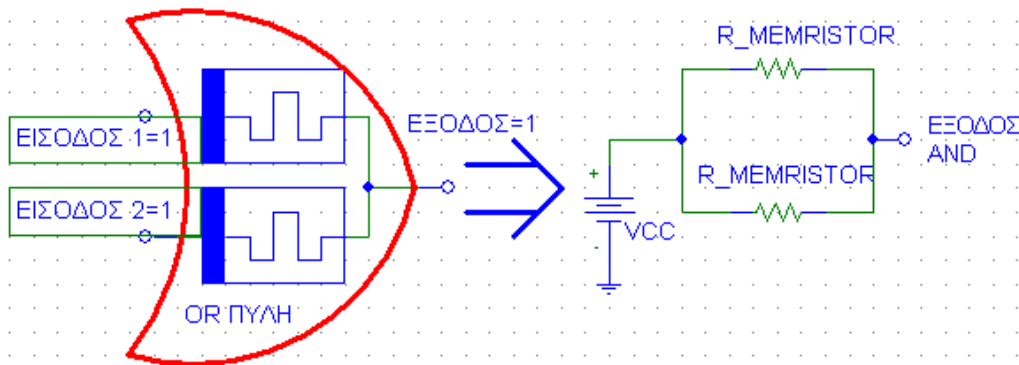 ΕΙΣΟΔΟΣ 1=1
ΕΙΣΟΔΟΣ 2=1
OR ΠΥΛΗ
ΕΞΟΔΟΣ=1
R_MEMRISTOR
R_MEMRISTOR
+
VCC
-
ΕΞΟΔΟΣ
AND